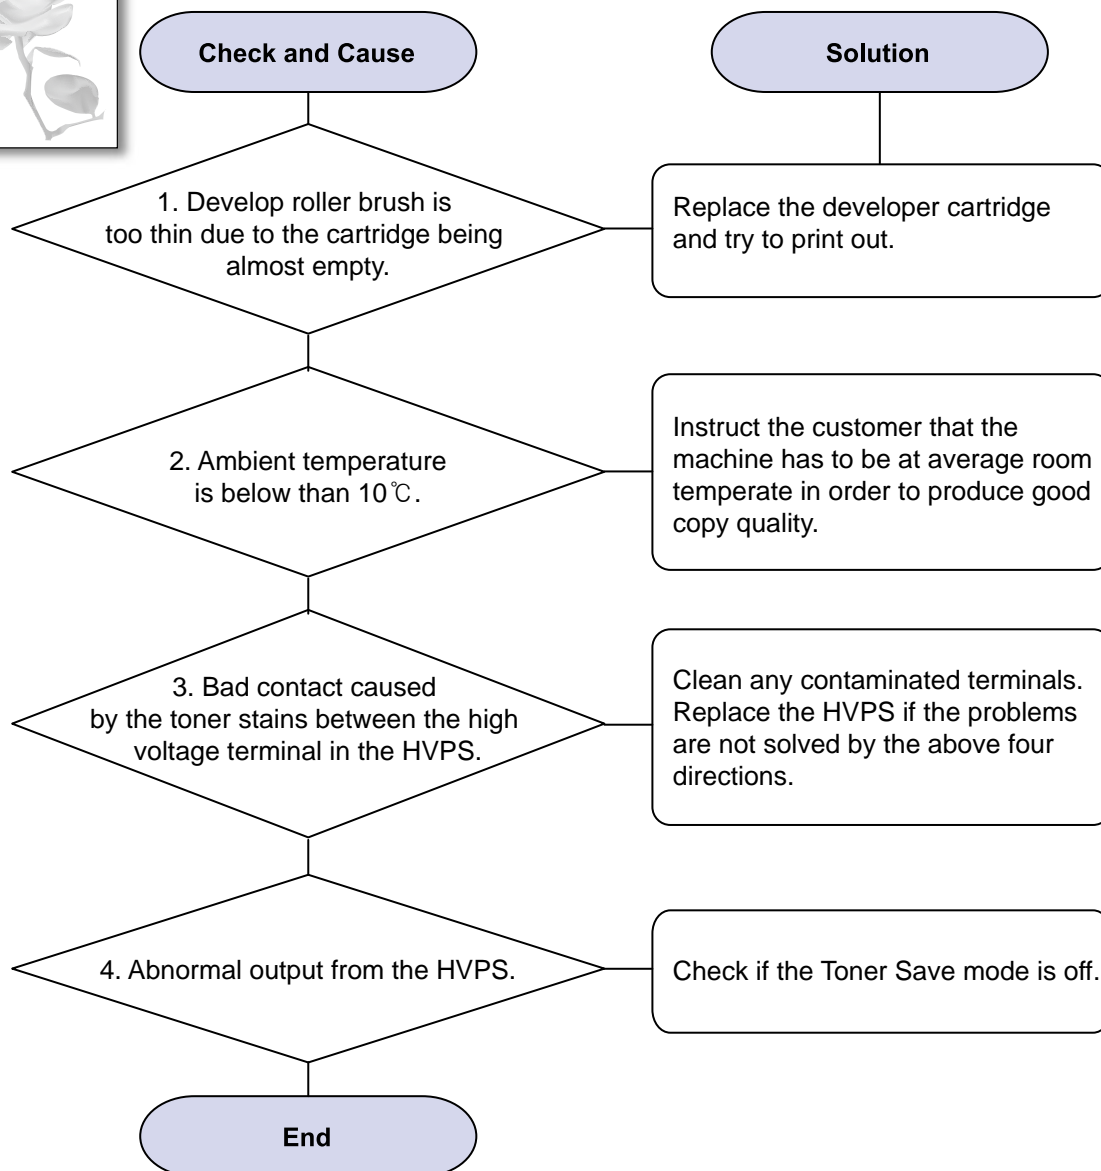 Check and Cause
Solution
1. Develop roller brush is
too thin due to the cartridge being
almost empty.
Replace the developer cartridge
and try to print out.
2. Ambient temperature
is below than 10℃.
Instruct the customer that the
machine has to be at average room
temperate in order to produce good
copy quality.
3. Bad contact caused
by the toner stains between the high
voltage terminal in the HVPS.
Clean any contaminated terminals.
Replace the HVPS if the problems
are not solved by the above four
directions.
4. Abnormal output from the HVPS.
Check if the Toner Save mode is off.
End